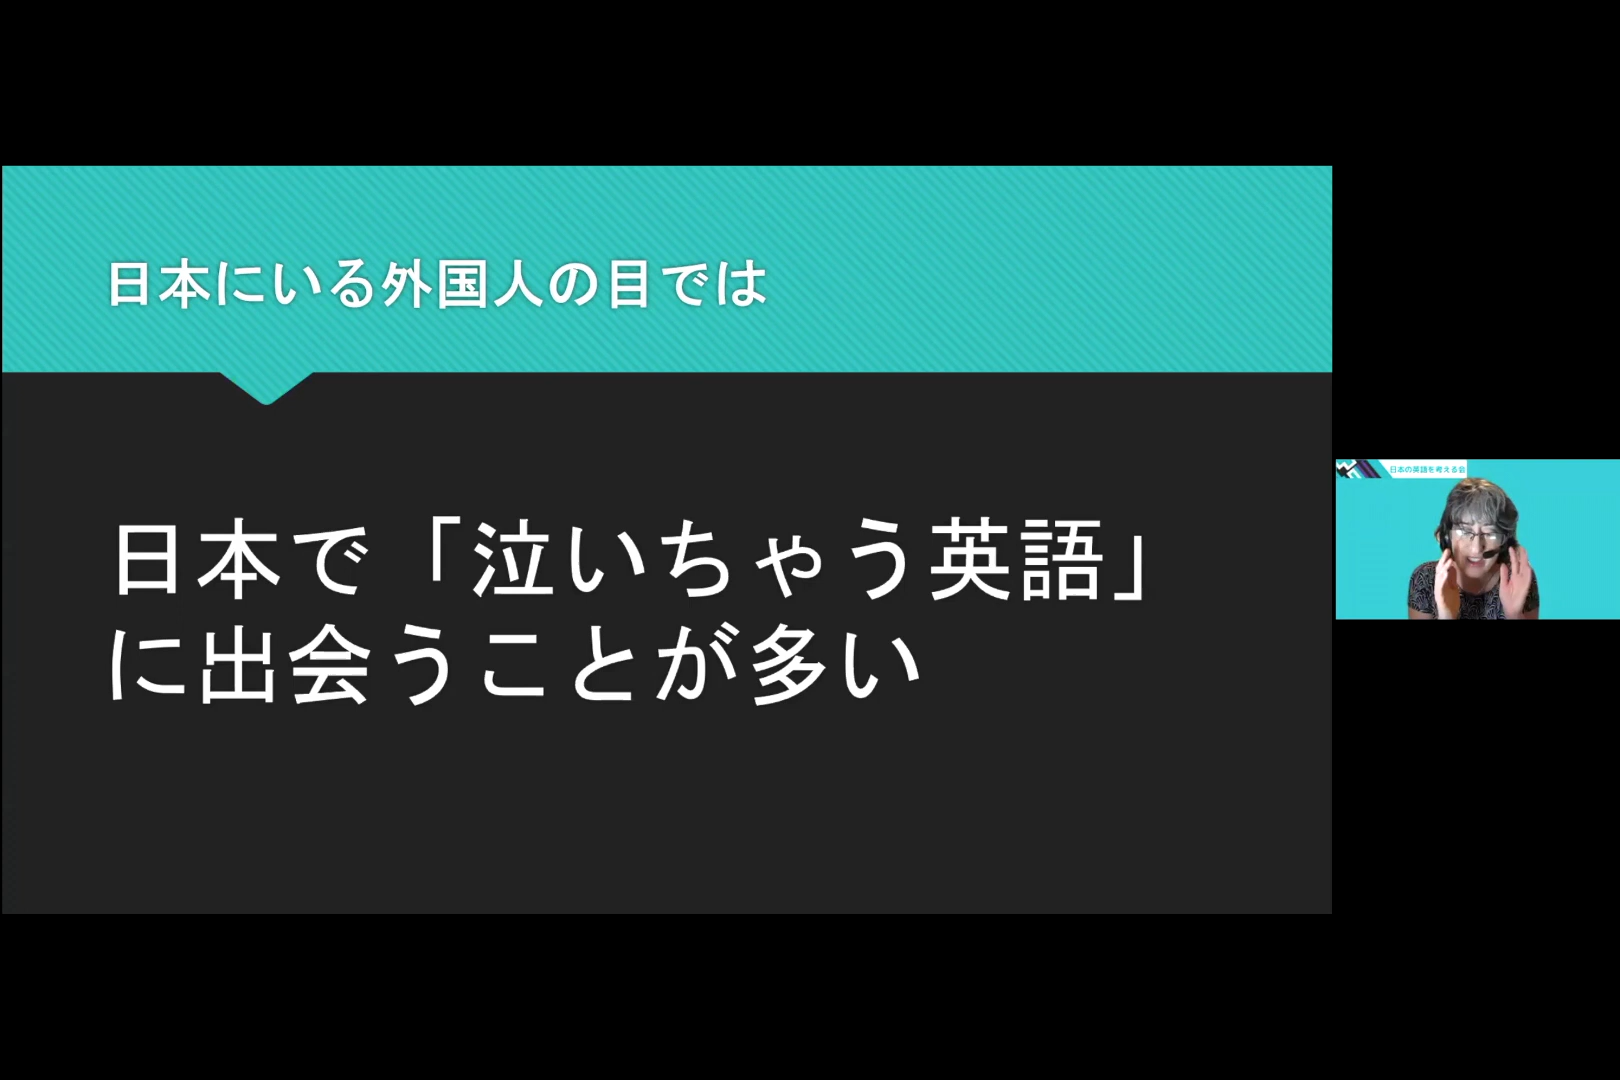 日本にいる外国人の目では
日本で「泣いちゃう英語」
に出会うことが多い
日本の英語を考える会